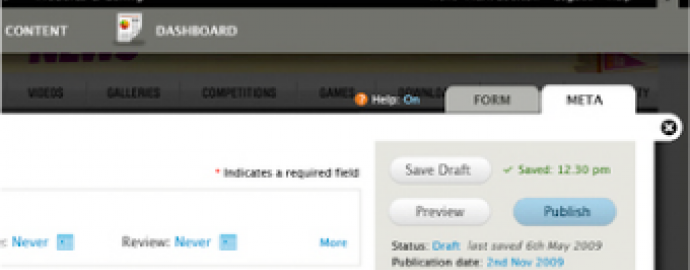 CONTENT DASHBOARD
NEWS
VIDEOS GALLERIES COMPETITIONS GAMES
Help: On FORM META
* Indicates a required field
Save Draft ✓ Saved: 12.30 pm
Preview Publish
Never Review: Never More
Status: Draft last saved 6th May 2009
Publication date: 2nd Nov 2009